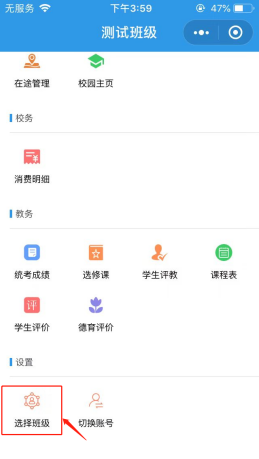 无服务 下午3:59 47%
测试班级
在途管理 校园主页
校务
消费明细
教务
统考成绩 选修课 学生评教 课程表
评
学生评价 德育评价
设置
选择班级 切换账号